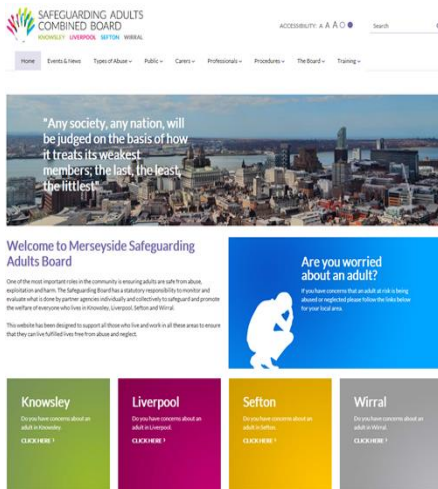 SAFEGUARDING ADULTS
COMBINED BOARD
KNOWSLEY LIVERPOOL SEFTON WIRRAL
ACCESSIBILITY: A A A
Search
Home Events & News Types of Abuse Public Carers Professionals Procedures The Board Training
"Any society, any nation, will
be judged on the basis of how
it treats its weakest
members; the last, the least,
the littlest"
Welcome to Merseyside Safeguarding
Adults Board
One of the most important roles in the community is ensuring adults are safe from abuse,
exploitation and harm. The Safeguarding Board has a statutory responsibility to monitor and
evaluate what is done by partner agencies individually and collectively to safeguard and promote
the welfare of everyone who lives in Knowsley, Liverpool, Sefton and Wirral.
This website has been designed to support all those who live and work in all these areas to ensure
that they can live fulfilled lives free from abuse and neglect.
Are you worried
about an adult?
If you have concerns that an adult at risk is being
abused or neglected please follow the links below
for your local area.
Knowsley
Do you have concerns about an
adult in Knowsley.
CLICK HERE
Liverpool
Do you have concerns about an
adult in Liverpool.
CLICK HERE
Sefton
Do you have concerns about an
adult in Sefton.
CLICK HERE
Wirral
Do you have concerns about an
adult in Wirral.
CLICK HERE